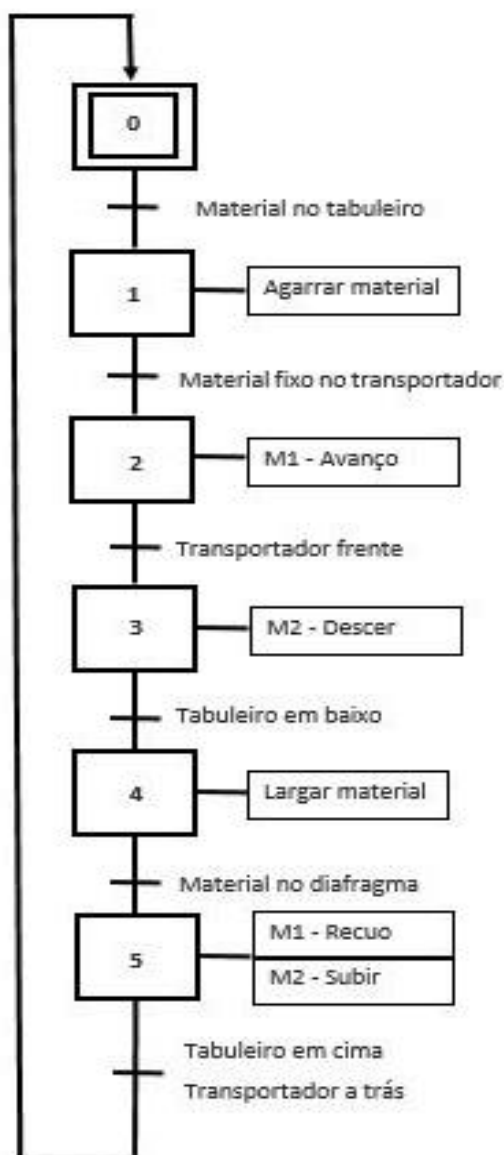 0
Material no tabuleiro
1
Agarrar material
Material fixo no transportador
2
M1 - Avanço
Transportador frente
3
M2 - Descer
Tabuleiro em baixo
4
Largar material
Material no diafragma
5
M1 - Recuo
M2 - Subir
Tabuleiro em cima
Transportador a trás